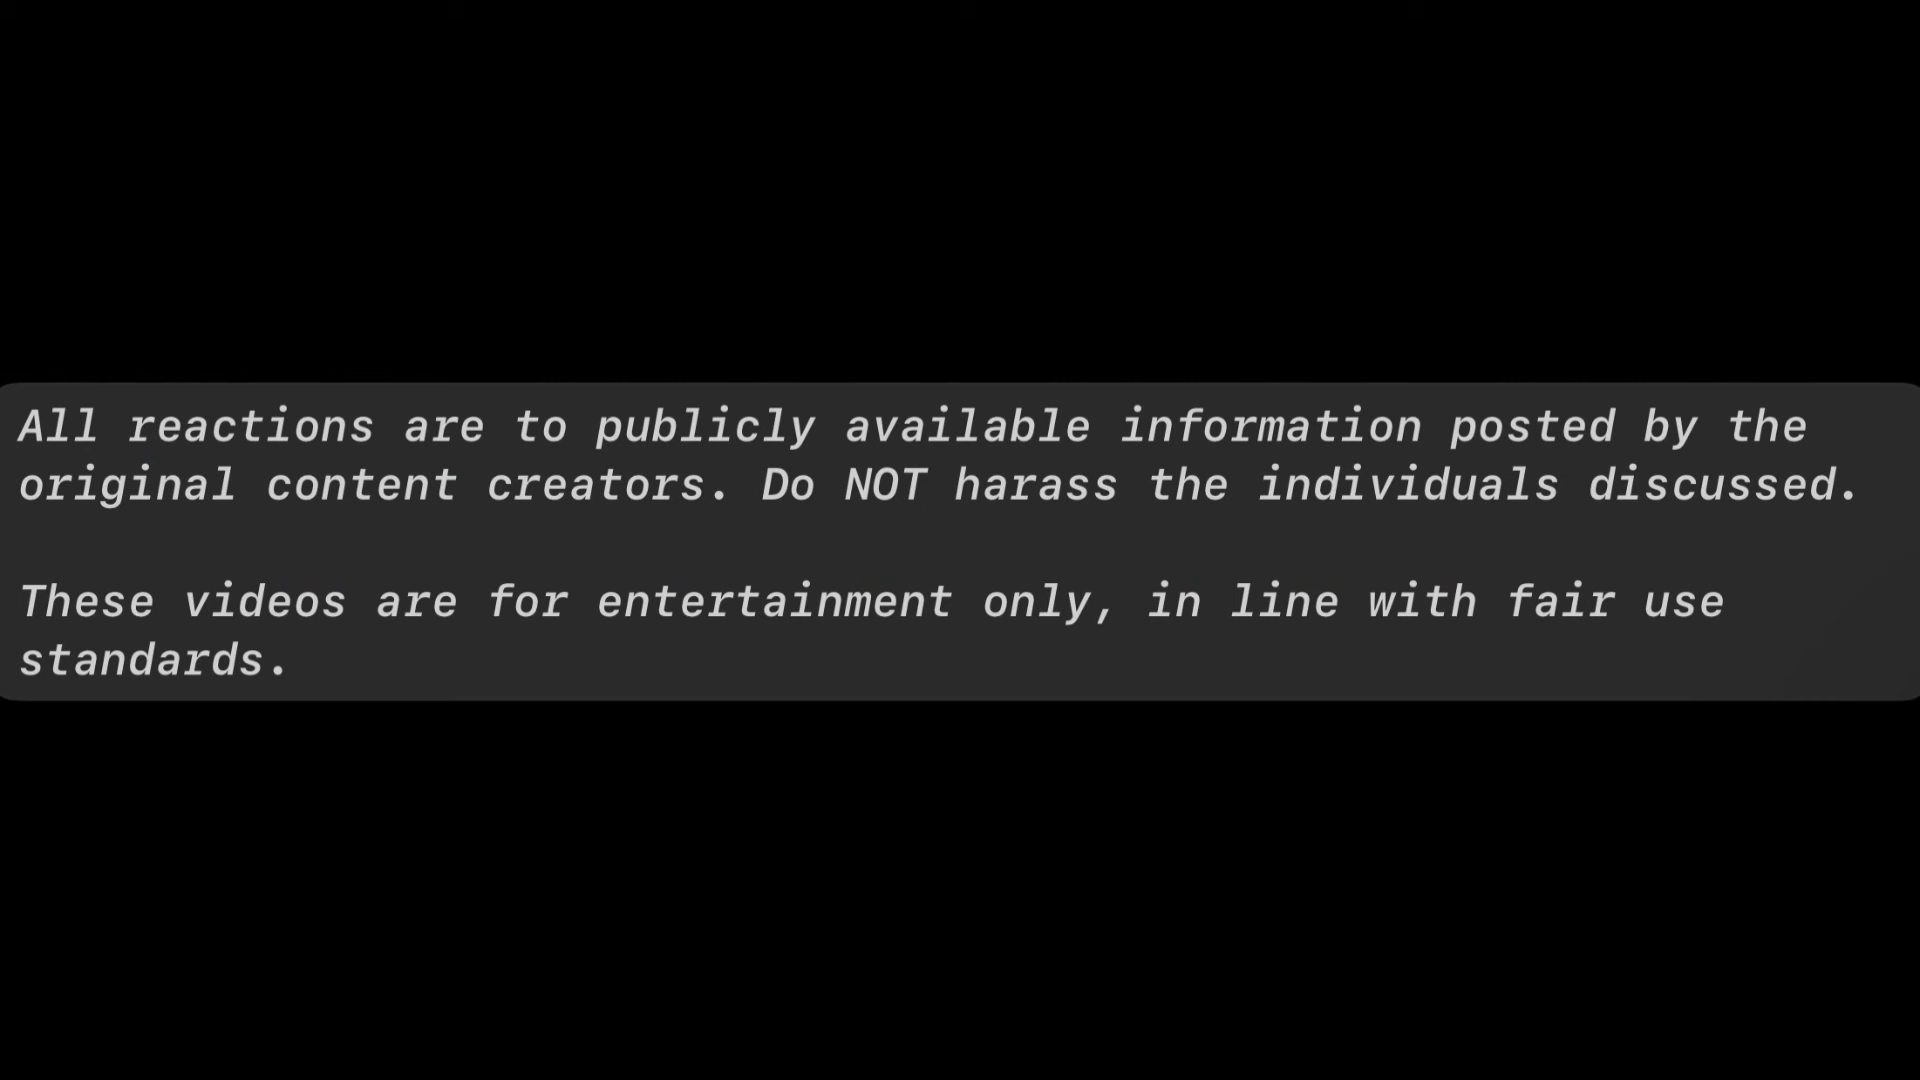 All reactions are to publicly available information posted by the
original content creators. Do NOT harass the individuals discussed.
These videos are for entertainment only, in line with fair use
standards.